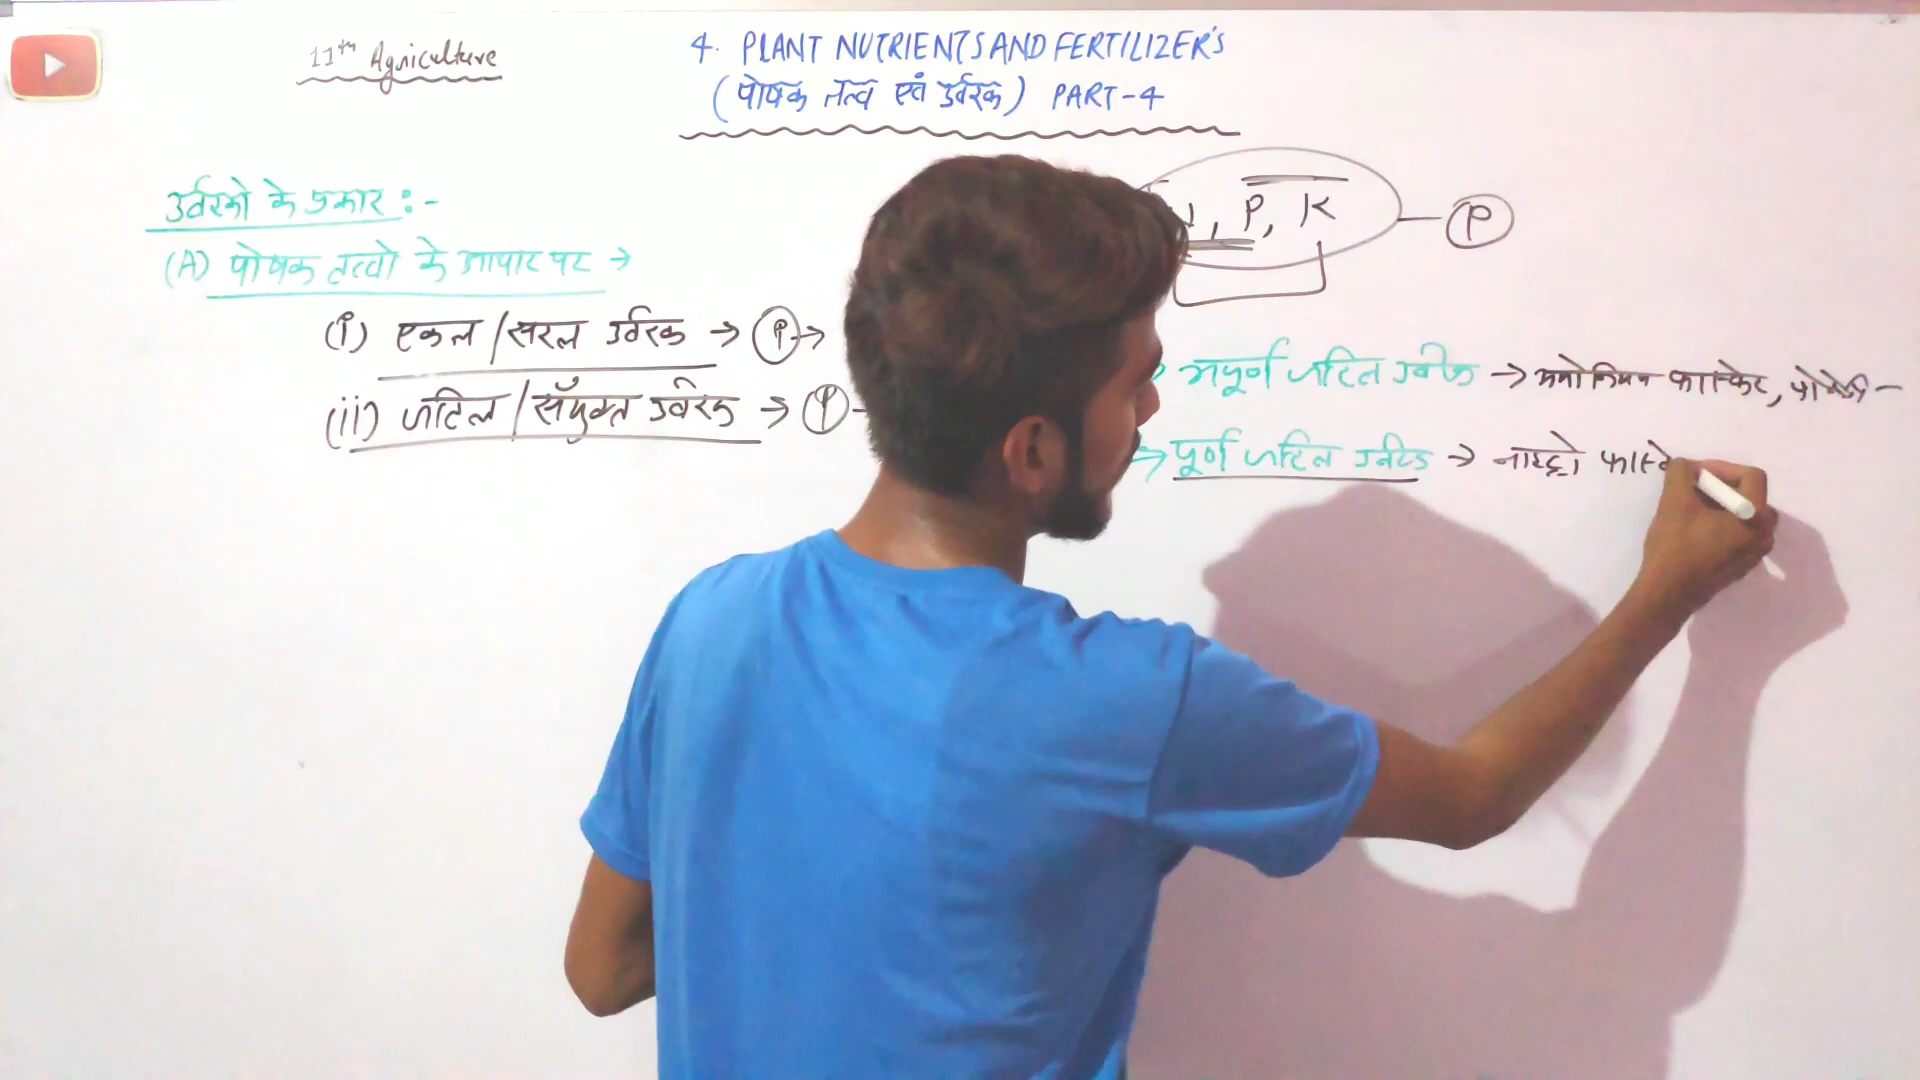 11th Agriculture
4. PLANT NUTRIENTS AND FERTILIZER'S
(पोषक तत्व एवं उर्वरक) PART-4
उर्वरको के प्रकार :-
(A) पोषक तत्वो के आधार पर →
(i) एकल/सरल उर्वरक → (P) →
(ii) जटिल/सँयुक्त उर्वरक → (P) -
, P, K — (P)
अपूर्ण जटिल उर्वरक → अमोनियम फास्फेट,
→ पूर्ण जटिल उर्वरक → नाइट्रो फास्फे